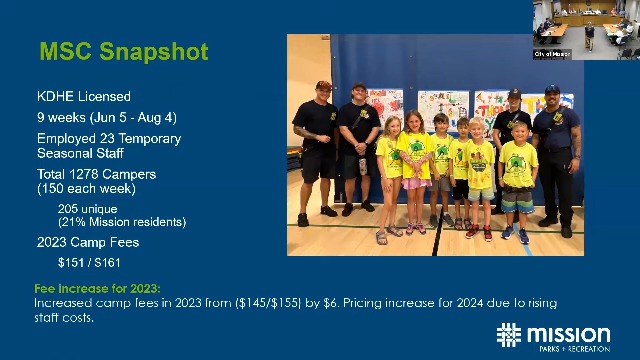 MSC Snapshot
KDHE Licensed
9 weeks (Jun 5 - Aug 4)
Employed 23 Temporary
Seasonal Staff
Total 1278 Campers
(150 each week)
205 unique
(21% Mission residents)
2023 Camp Fees
$151 / $161
Fee Increase for 2023:
Increased camp fees in 2023 from ($145/$155) by $6. Pricing increase for 2024 due to rising
staff costs.
City of Mission
mission
PARKS + RECREATION